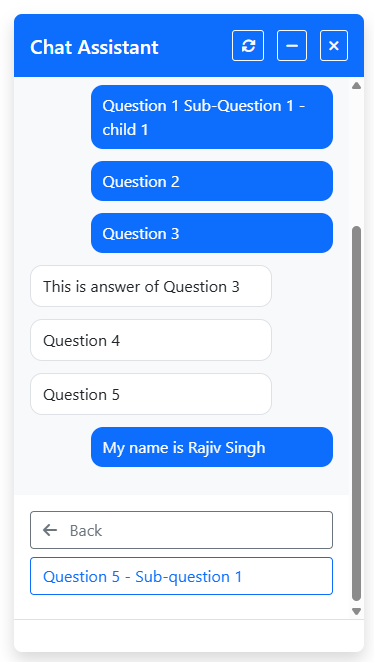 Chat Assistant
Question 1 Sub-Question 1 -
child 1
Question 2
Question 3
This is answer of Question 3
Question 4
Question 5
My name is Rajiv Singh
Back
Question 5 - Sub-question 1